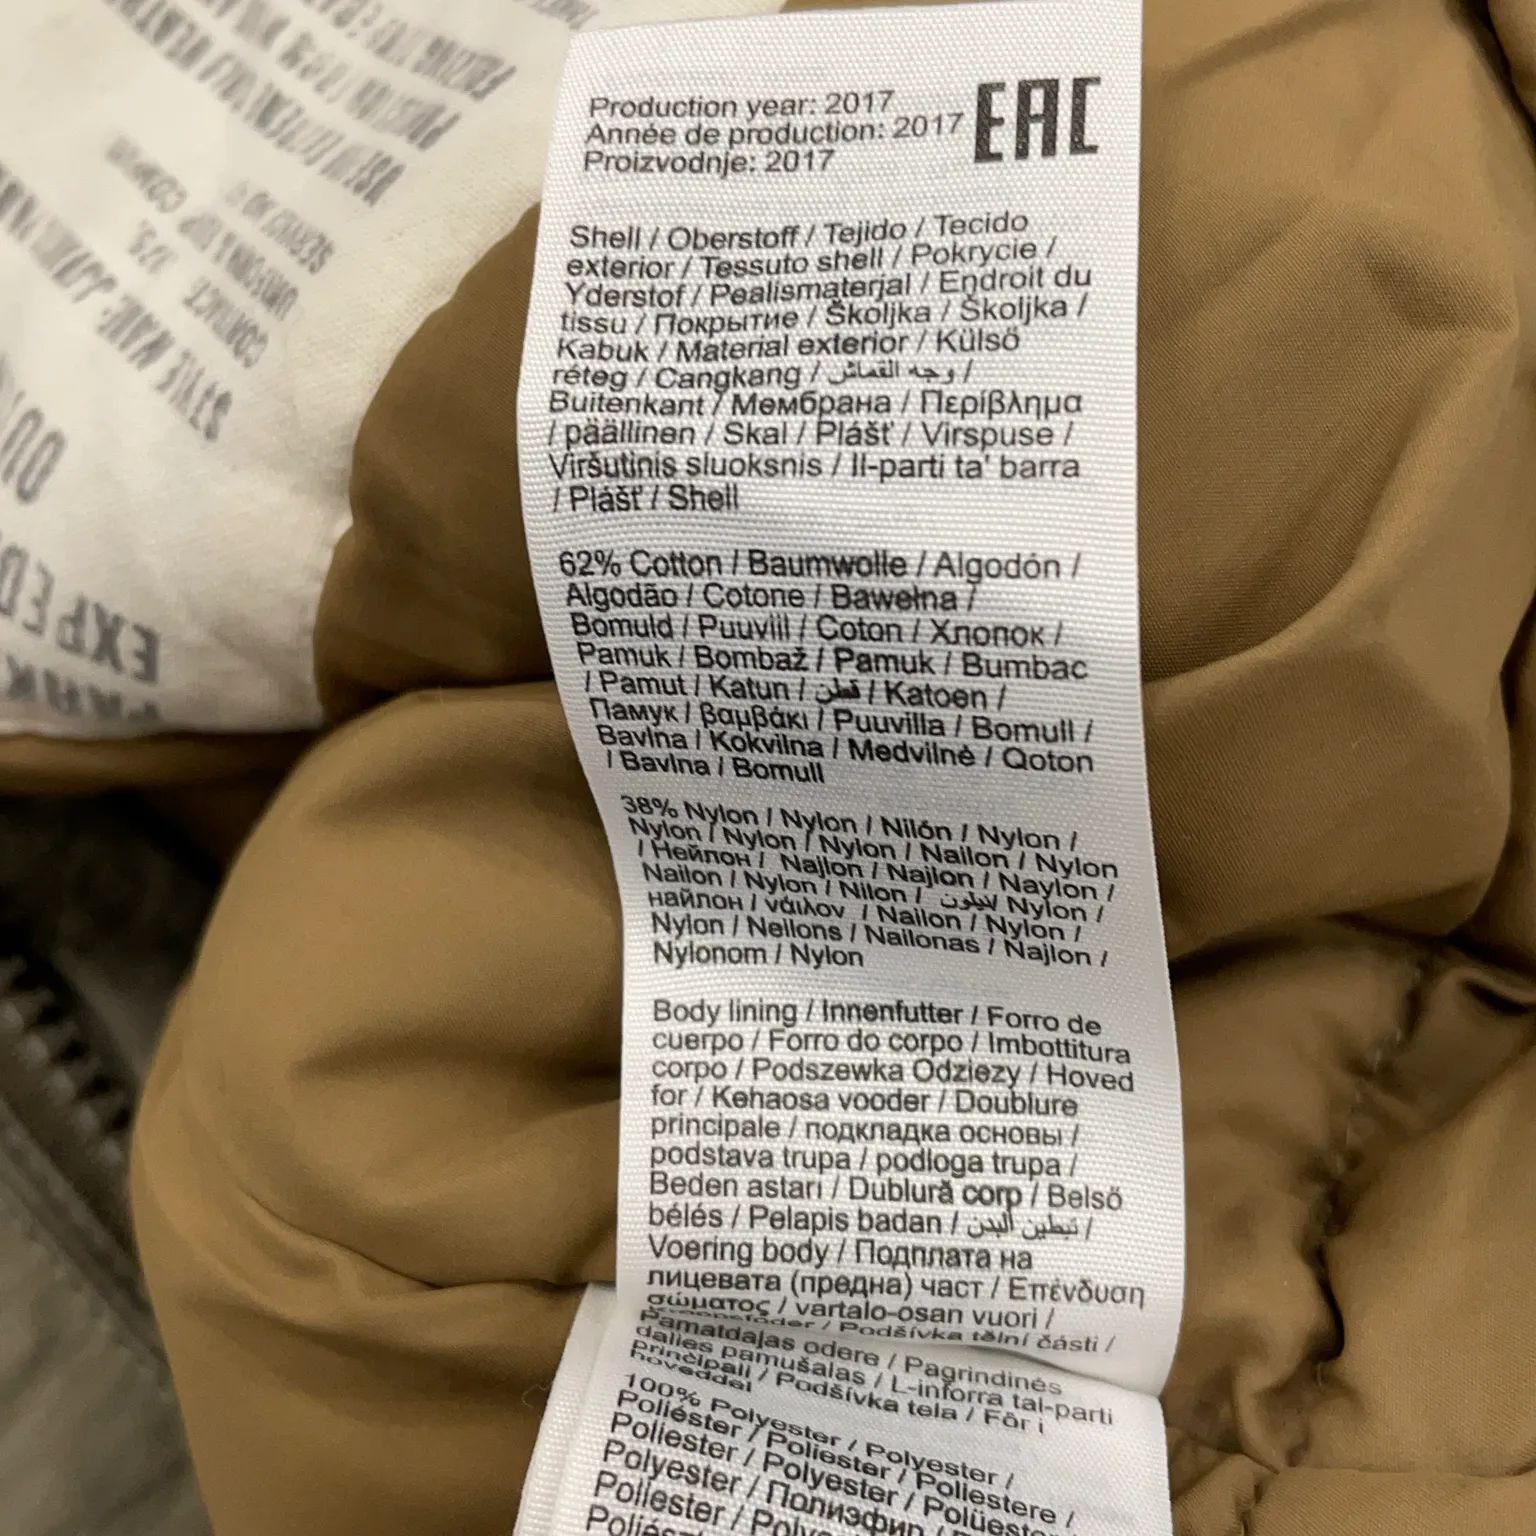 Production year: 2017
Année de production: 2017
Proizvodnje: 2017
EAC
Shell / Oberstoff / Tejido / Tecido
exterior / Tessuto shell / Pokrycie /
Yderstof / Pealismaterjal / Endroit du
tissu / Покрытие / Školjka / Školjka /
Kabuk / Material exterior / Külső
réteg / Cangkang / وجه القماش /
Buitenkant / Мембрана / Περίβλημα
/ päällinen / Skal / Plášť / Virspuse /
Viršutinis sluoksnis / Il-parti ta' barra
/ Plášť / Shell
62% Cotton / Baumwolle / Algodón /
Algodão / Cotone / Bawełna /
Bomuld / Puuvill / Coton / Хлопок /
Pamuk / Bombaž / Pamuk / Bumbac
/ Pamut / Katun / قطن / Katoen /
Памук / βαμβάκι / Puuvilla / Bomull /
Bavlna / Kokvilna / Medvilnė / Qoton
/ Bavlna / Bomull
38% Nylon / Nylon / Nilón / Nylon /
Nylon / Nylon / Nylon / Nailon / Nylon
/ Нейлон / Najlon / Najlon / Naylon /
Nailon / Nylon / Nilon / نايلون Nylon /
найлон / νάιλον / Nailon / Nylon /
Nylon / Neilons / Nailonas / Najlon /
Nylonom / Nylon
Body lining / Innenfutter / Forro de
cuerpo / Forro do corpo / Imbottitura
corpo / Podszewka Odziezy / Hoved
for / Kehaosa vooder / Doublure
principale / подкладка основы /
podstava trupa / podloga trupa /
Beden astarı / Dublură corp / Belső
bélés / Pelapis badan / تبطين البدن /
Voering body / Подплата на
лицевата (предна) част / Επένδυση
σώματος / vartalo-osan vuori /
/ Podšívka tělní části /
Pamatdaļas odere / Pagrindinės
dalies pamušalas / L-inforra tal-parti
prinċipali / Podšívka tela / Fôr i
hoveddel
100% Polyester / Polyester /
Poliéster / Poliéster / Poliestere /
Poliester / Polyester / Polüester /
Polyester / Полиэфир /
Poliester /